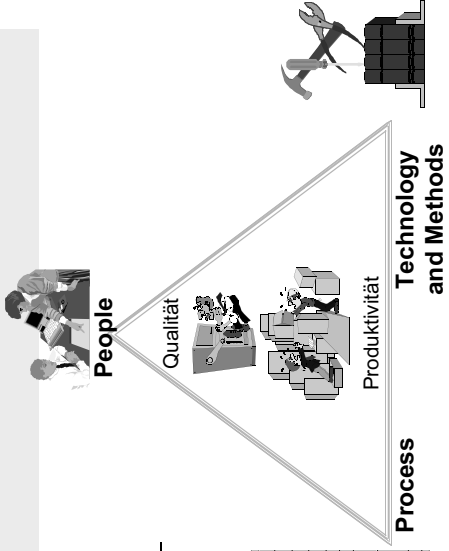 People
Qualität
Produktivität
Process
Technology
and Methods